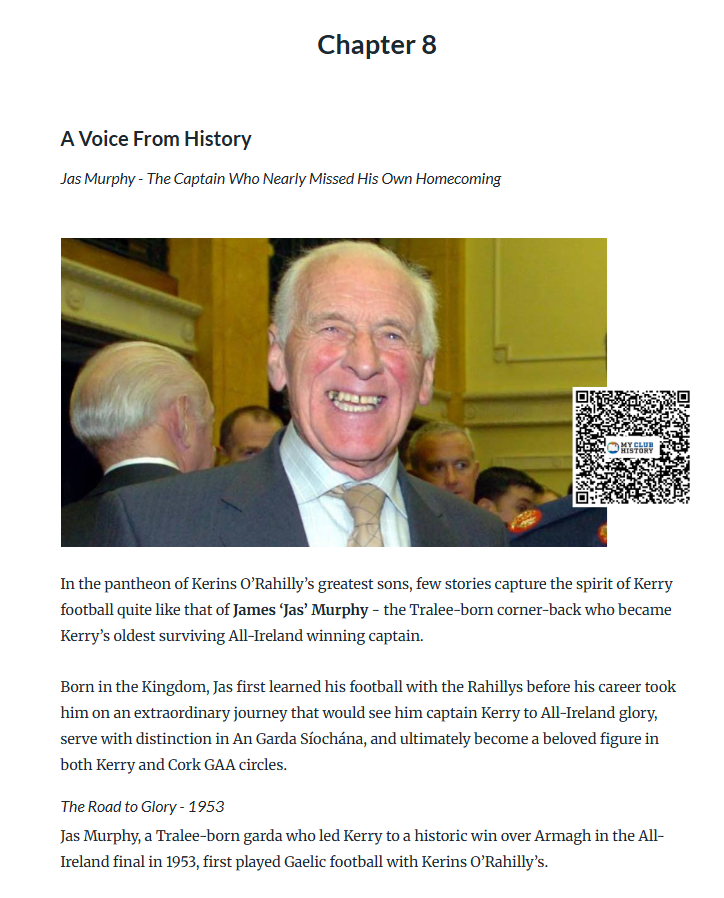 Chapter 8
A Voice From History
Jas Murphy - The Captain Who Nearly Missed His Own Homecoming
MY CLUB
HISTORY
In the pantheon of Kerins O’Rahilly’s greatest sons, few stories capture the spirit of Kerry
football quite like that of James ‘Jas’ Murphy - the Tralee-born corner-back who became
Kerry’s oldest surviving All-Ireland winning captain.
Born in the Kingdom, Jas first learned his football with the Rahillys before his career took
him on an extraordinary journey that would see him captain Kerry to All-Ireland glory,
serve with distinction in An Garda Síochána, and ultimately become a beloved figure in
both Kerry and Cork GAA circles.
The Road to Glory - 1953
Jas Murphy, a Tralee-born garda who led Kerry to a historic win over Armagh in the All-
Ireland final in 1953, first played Gaelic football with Kerins O’Rahilly’s.